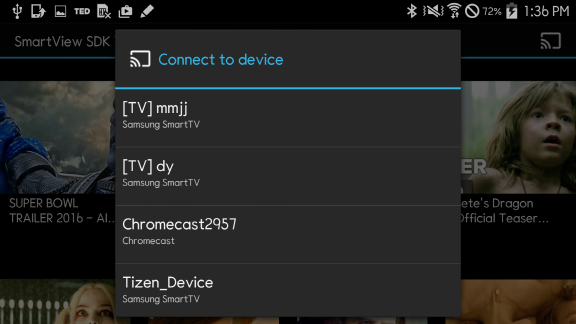 TED 72% 1:36 PM
SmartView SDK
Connect to device
[TV] mmjj
Samsung SmartTV
[TV] dy
Samsung SmartTV
Chromecast2957
Chromecast
Tizen_Device
Samsung SmartTV
SUPER BOWL
TRAILER 2016 – Al...
ER
ete's Dragon
Official Teaser...